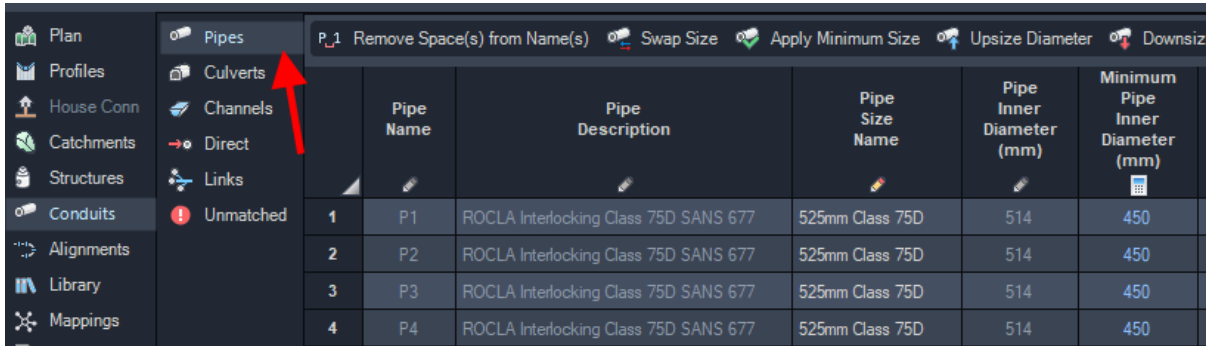 Plan
Profiles
House Conn
Catchments
Structures
Conduits
Alignments
Library
Mappings
Pipes
Culverts
Channels
Direct
Links
Unmatched
P_1 Remove Space(s) from Name(s) Swap Size Apply Minimum Size Upsize Diameter Downsiz
Pipe
Name
Pipe
Description
Pipe
Size
Name
Pipe
Inner
Diameter
(mm)
Minimum
Pipe
Inner
Diameter
(mm)
1 P1 ROCLA Interlocking Class 75D SANS 677 525mm Class 75D 514 450
2 P2 ROCLA Interlocking Class 75D SANS 677 525mm Class 75D 514 450
3 P3 ROCLA Interlocking Class 75D SANS 677 525mm Class 75D 514 450
4 P4 ROCLA Interlocking Class 75D SANS 677 525mm Class 75D 514 450